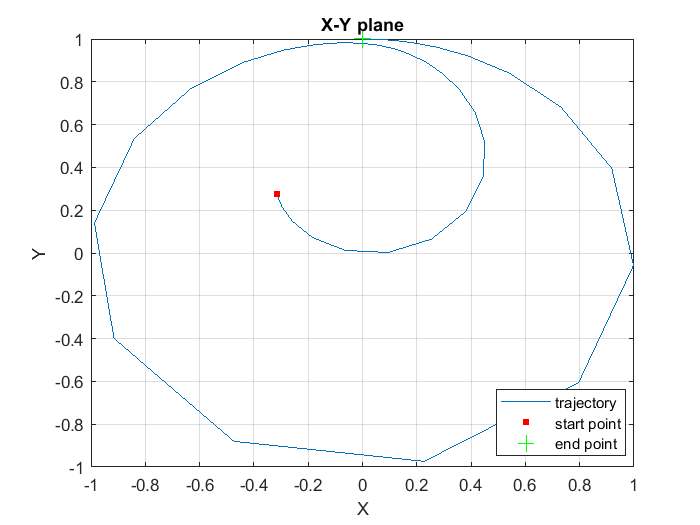 X-Y plane
1
0.8
0.6
0.4
0.2
0
-0.2
-0.4
-0.6
-0.8
-1
Y
trajectory
start point
end point
-1 -0.8 -0.6 -0.4 -0.2 0 0.2 0.4 0.6 0.8 1
X